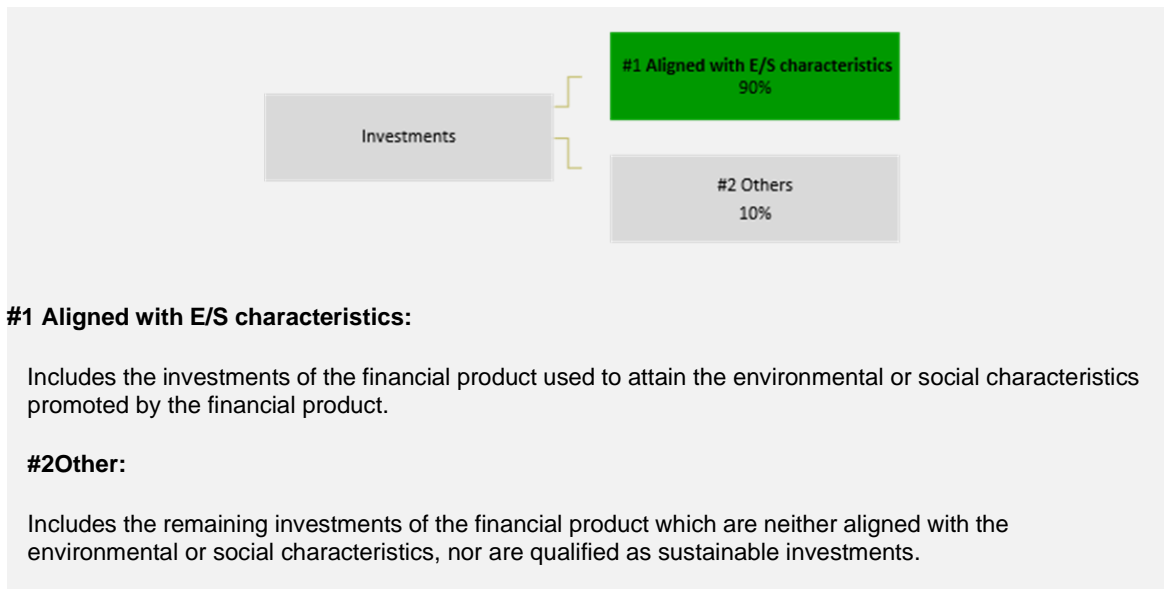 #1 Aligned with E/S characteristics
90%
Investments
#2 Others
10%
#1 Aligned with E/S characteristics:
Includes the investments of the financial product used to attain the environmental or social characteristics
promoted by the financial product.
#2Other:
Includes the remaining investments of the financial product which are neither aligned with the
environmental or social characteristics, nor are qualified as sustainable investments.